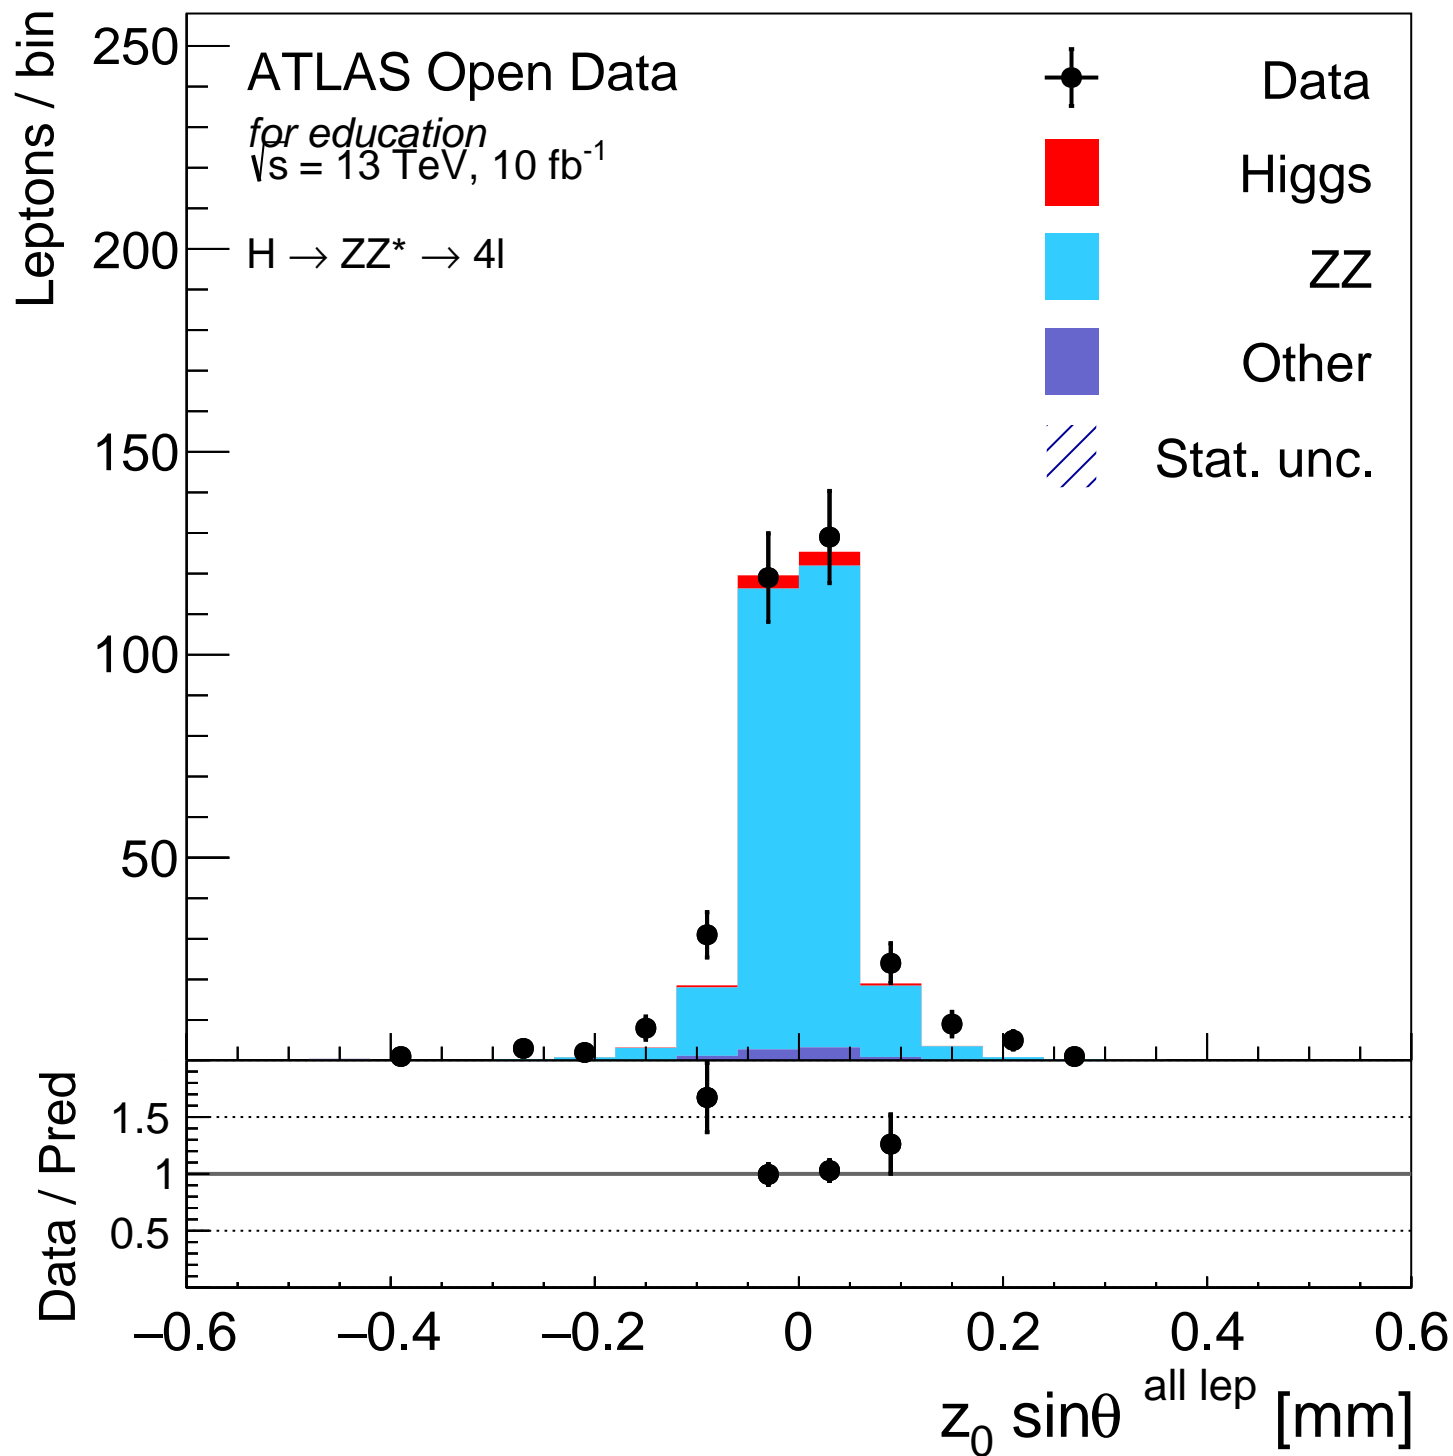 Leptons / bin
250
200
150
100
50
ATLAS Open Data
for education
√s = 13 TeV, 10 fb⁻¹
H → ZZ* → 4l
Data
Higgs
ZZ
Other
Stat. unc.
Data / Pred
1.5
1
0.5
−0.6 −0.4 −0.2 0 0.2 0.4 0.6
z₀ sinθ ᵃˡˡ ˡᵉᵖ [mm]